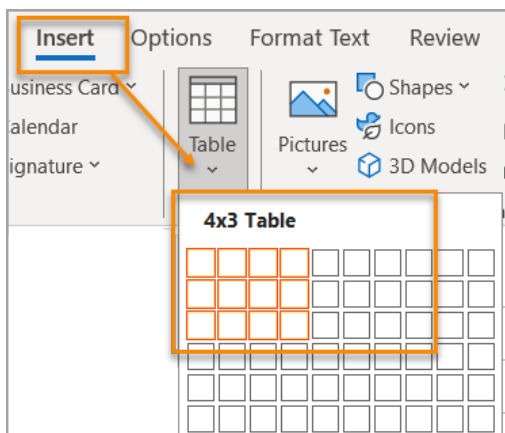 Insert Options Format Text Review
usiness Card
alendar
ignature
Table
Pictures
Shapes
Icons
3D Models
4x3 Table